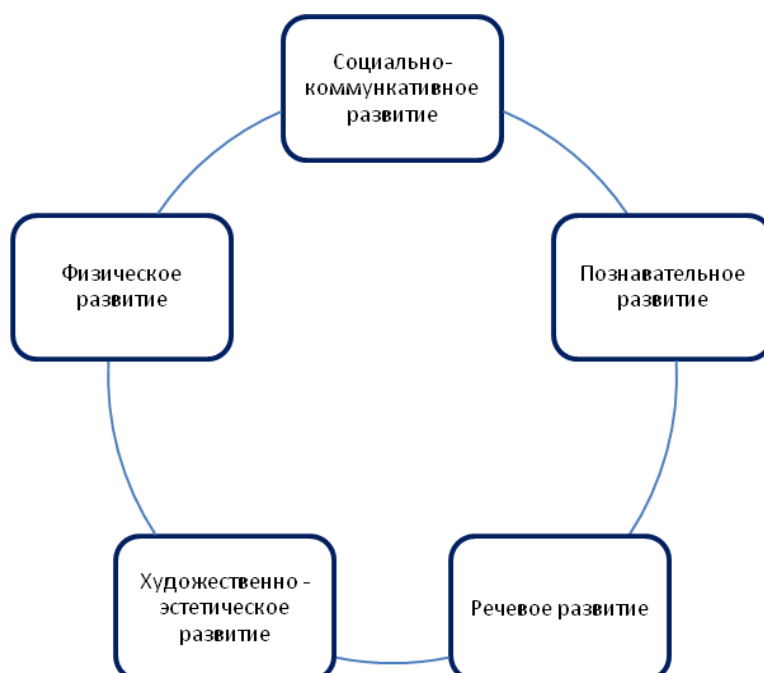 Социально-
коммункативное
развитие
Физическое
развитие
Познавательное
развитие
Художественно -
эстетическое
развитие
Речевое развитие